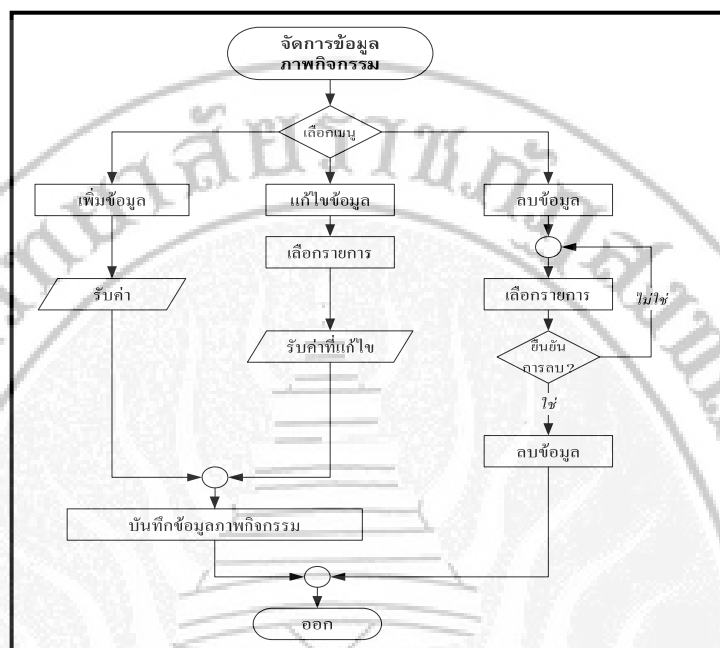 จัดการข้อมูล
ภาพกิจกรรม
เลือกเมนู
เพิ่มข้อมูล
แก้ไขข้อมูล
ลบข้อมูล
เลือกรายการ
รับค่า
เลือกรายการ
ไม่ใช่
รับค่าที่แก้ไข
ยืนยัน
การลบ?
ใช่
ลบข้อมูล
บันทึกข้อมูลภาพกิจกรรม
ออก